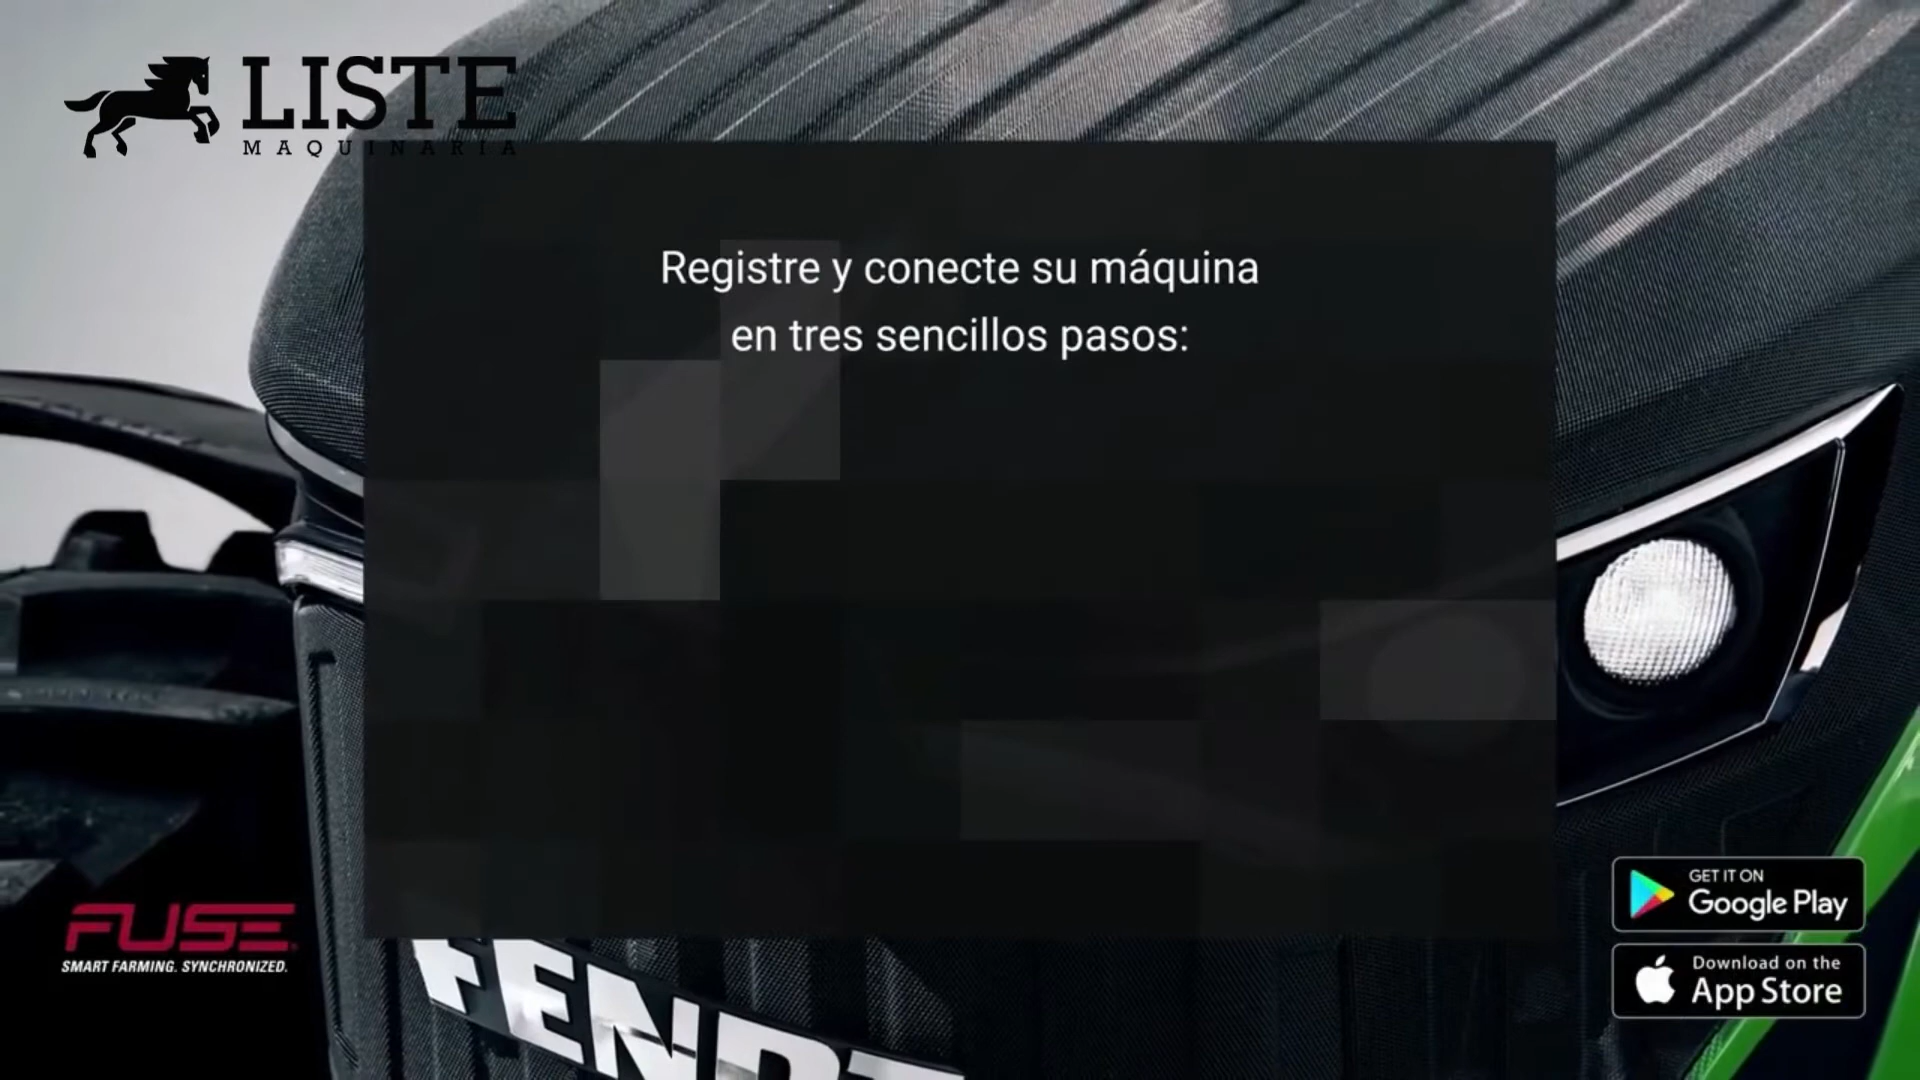 LISTE
MAQUINARIA
Registre y conecte su máquina
en tres sencillos pasos:
FUSE
SMART FARMING. SYNCHRONIZED.
FENDT
GET IT ON
Google Play
Download on the
App Store